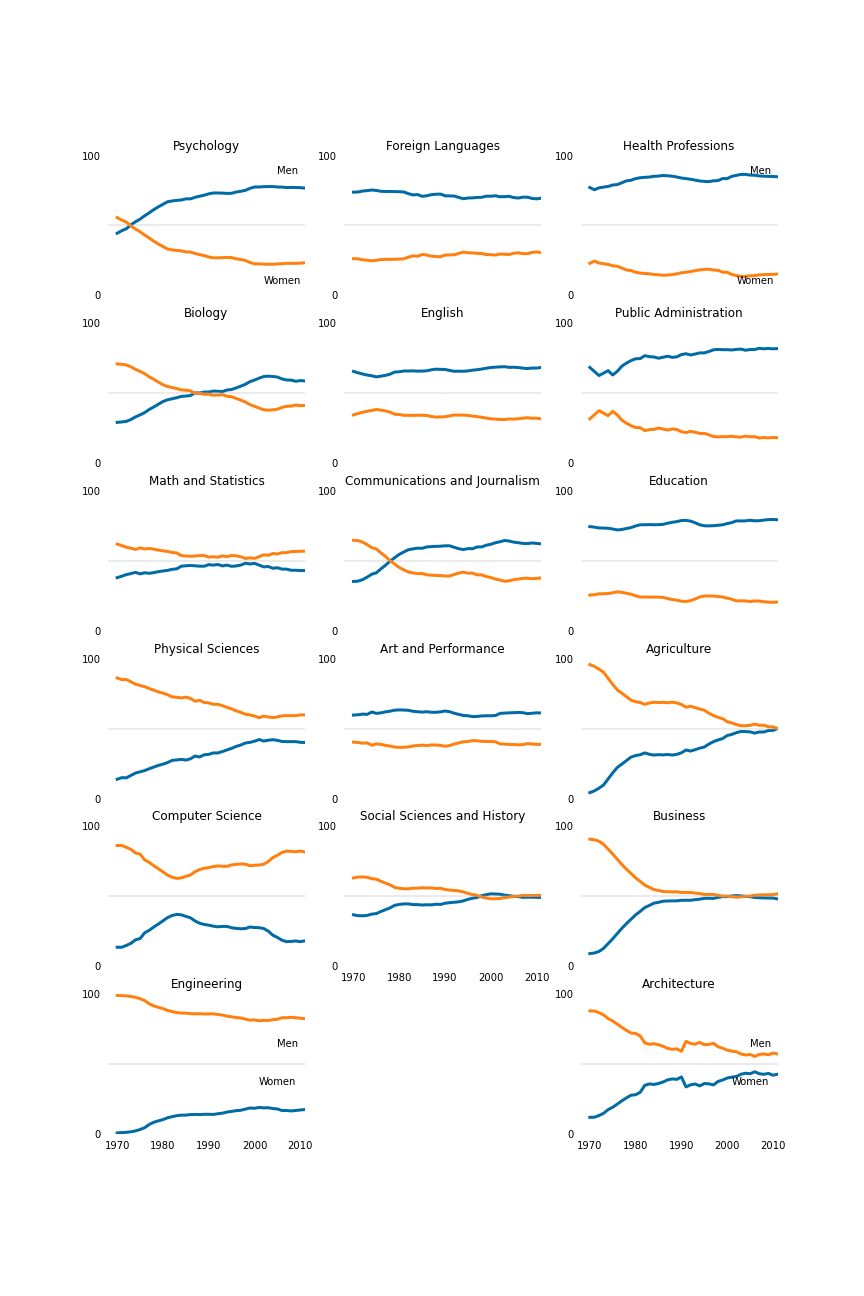 Psychology
100
Men
Women
0
Foreign Languages
100
0
Health Professions
100
Men
Women
0
Biology
100
0
English
100
0
Public Administration
100
0
Math and Statistics
100
0
Communications and Journalism
100
0
Education
100
0
Physical Sciences
100
0
Art and Performance
100
0
Agriculture
100
0
Computer Science
100
0
Social Sciences and History
100
0
1970 1980 1990 2000 2010
Business
100
0
Engineering
100
Men
Women
0
1970 1980 1990 2000 2010
Architecture
100
Men
Women
0
1970 1980 1990 2000 2010